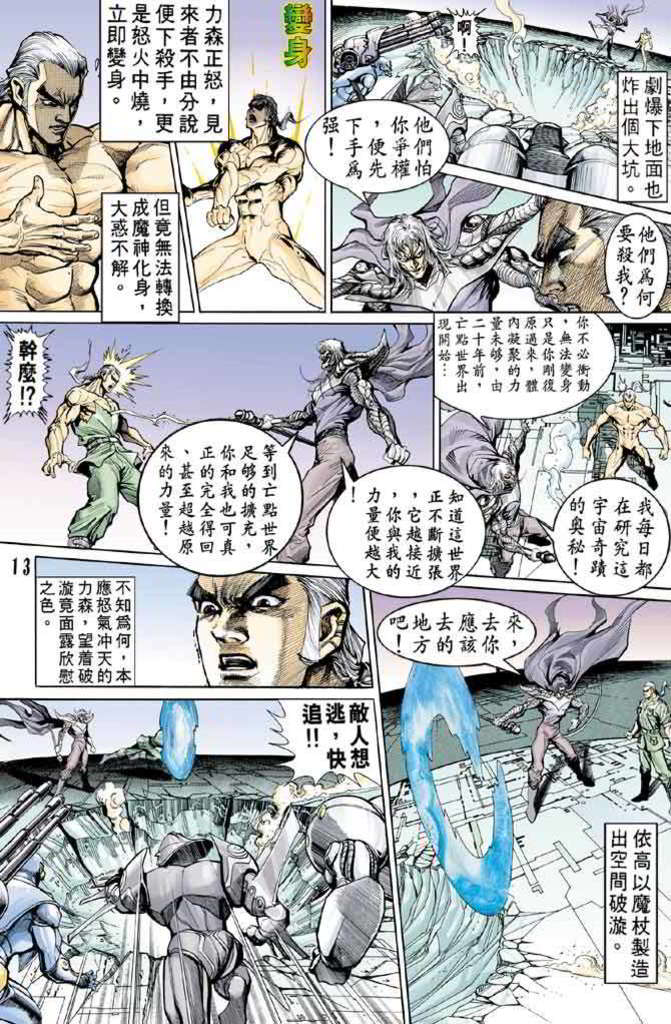 啊！
劇爆下地面也
炸出個大坑。
他們怕
你爭權
，便先
下手為
強！
他們為何
要殺我？
變身
力森正怒，見
來者不由分說
便下殺手，更
是怒火中燒，
立即變身。
但竟無法轉換
成魔神化身，
大惑不解。
你不必衝動
，無法變身
只是你剛復
原過來，體
內凝聚的力
量未夠，由
二十年前，
亡點世界出
現開始…
我每日都
在研究這
宇宙奇蹟
的奧秘！
知道這世界
正不斷擴張
，它越接近
，你與我的
力量便越大
！
等到亡點世界
足夠的擴充，
你和我也可真
正的完全得回
、甚至超越原
來的力量！
幹麼!?
不知為何，本
應怒氣沖天的
力森，望着破
漩竟面露欣慰
之色。
來，
你應該
去的
地方
吧！
依高以魔杖製造
出空間破漩。
敵人想
逃，快
追!!
13